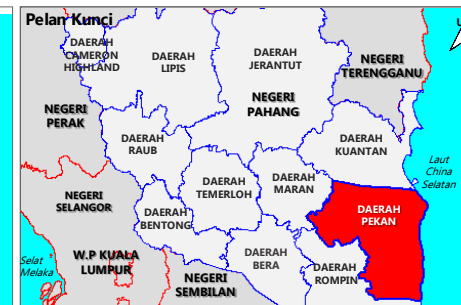 Pelan Kunci
DAERAH
CAMERON
HIGHLAND
DAERAH
LIPIS
DAERAH
JERANTUT
NEGERI
TERENGGANU
NEGERI
PERAK
NEGERI
PAHANG
DAERAH
RAUB
DAERAH
KUANTAN
Laut
China
Selatan
NEGERI
SELANGOR
DAERAH
TEMERLOH
DAERAH
MARAN
DAERAH
BENTONG
DAERAH
PEKAN
Selat
Melaka
W.P KUALA
LUMPUR
DAERAH
BERA
DAERAH
ROMPIN
NEGERI
SEMBILAN